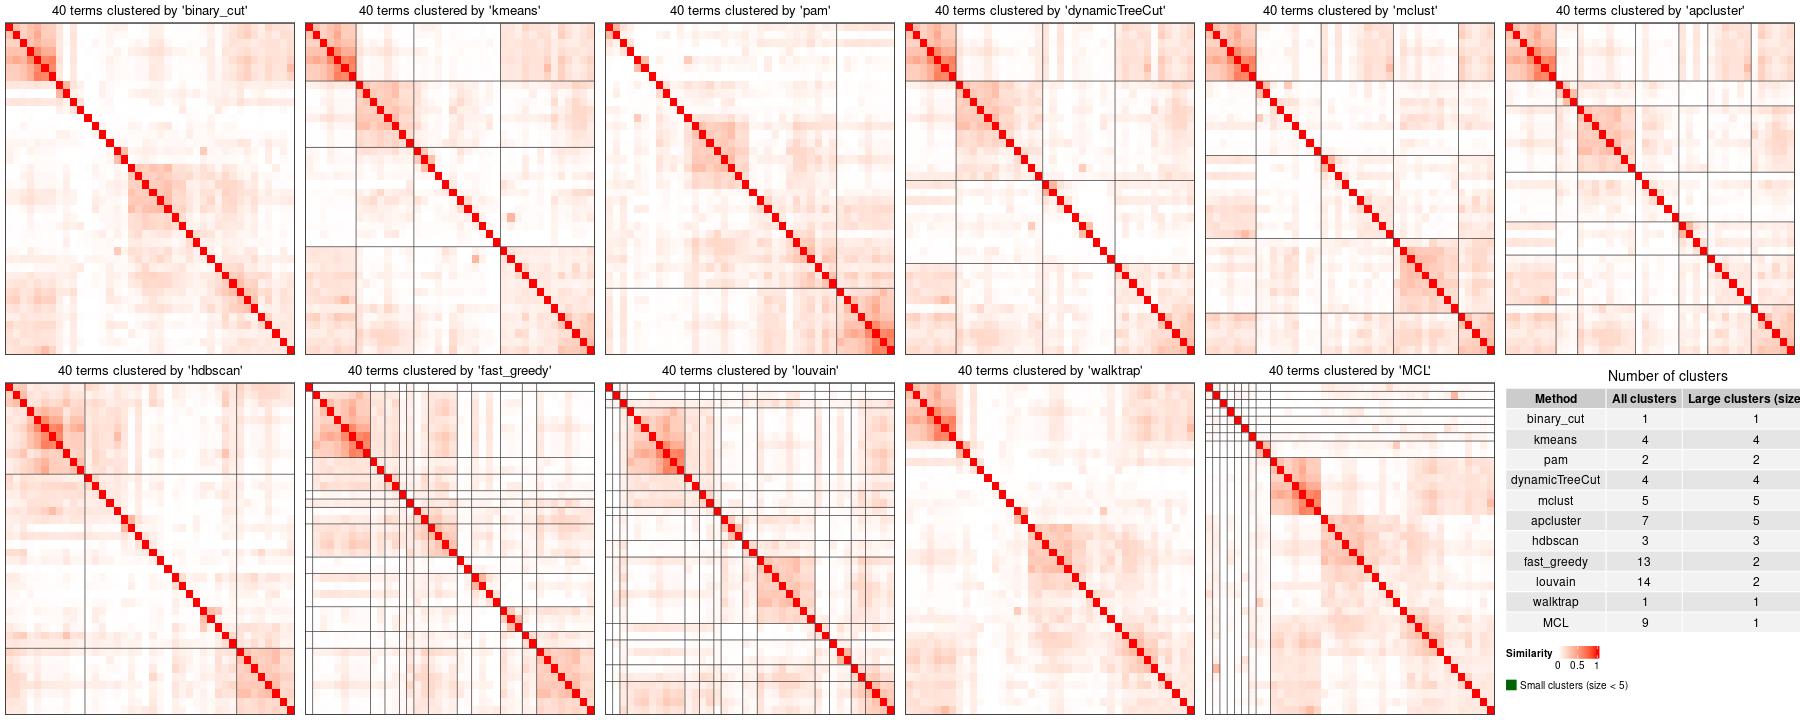 40 terms clustered by 'binary_cut'
40 terms clustered by 'kmeans'
40 terms clustered by 'pam'
40 terms clustered by 'dynamicTreeCut'
40 terms clustered by 'mclust'
40 terms clustered by 'apcluster'
40 terms clustered by 'hdbscan'
40 terms clustered by 'fast_greedy'
40 terms clustered by 'louvain'
40 terms clustered by 'walktrap'
40 terms clustered by 'MCL'
Number of clusters
Method All clusters Large clusters (size
binary_cut 1 1
kmeans 4 4
pam 2 2
dynamicTreeCut 4 4
mclust 5 5
apcluster 7 5
hdbscan 3 3
fast_greedy 13 2
louvain 14 2
walktrap 1 1
MCL 9 1
Similarity
0 0.5 1
Small clusters (size < 5)